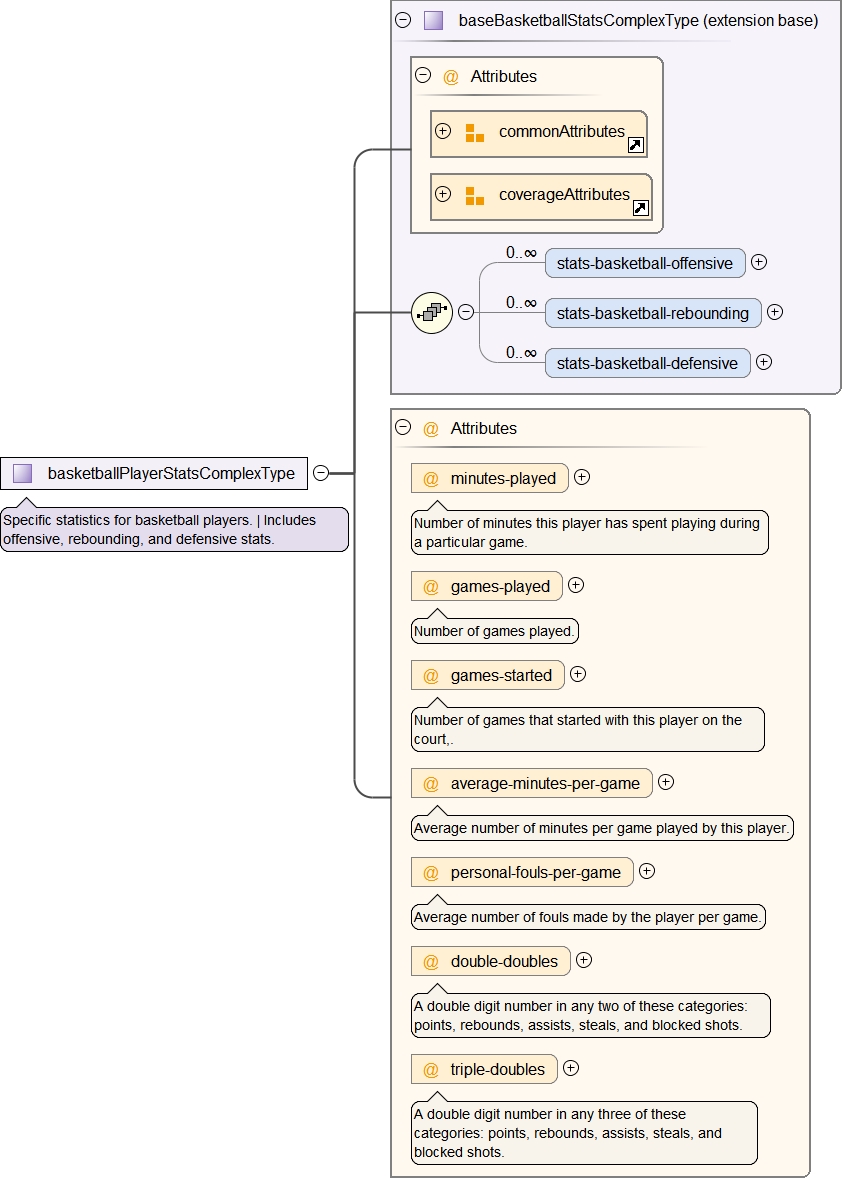 baseBasketballStatsComplexType (extension base)
@ Attributes
commonAttributes
coverageAttributes
0..∞
stats-basketball-offensive
0..∞
stats-basketball-rebounding
0..∞
stats-basketball-defensive
basketballPlayerStatsComplexType
Specific statistics for basketball players. | Includes
offensive, rebounding, and defensive stats.
@ Attributes
@ minutes-played
Number of minutes this player has spent playing during
a particular game.
@ games-played
Number of games played.
@ games-started
Number of games that started with this player on the
court,.
@ average-minutes-per-game
Average number of minutes per game played by this player.
@ personal-fouls-per-game
Average number of fouls made by the player per game.
@ double-doubles
A double digit number in any two of these categories:
points, rebounds, assists, steals, and blocked shots.
@ triple-doubles
A double digit number in any three of these
categories: points, rebounds, assists, steals, and
blocked shots.